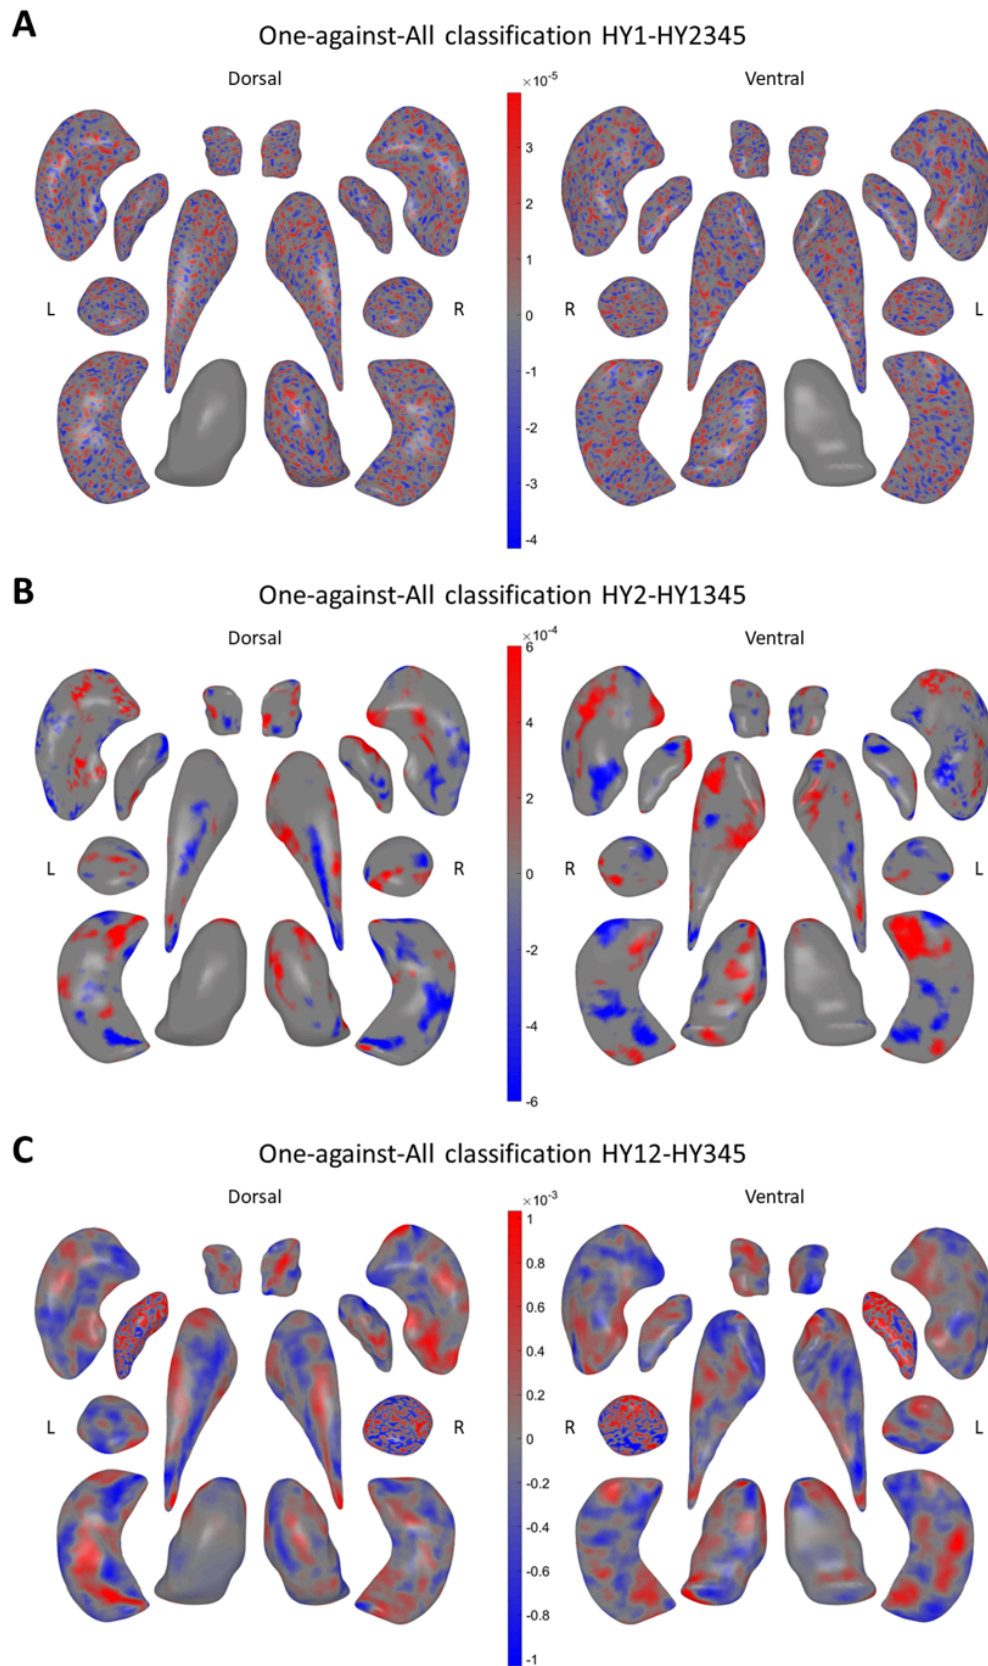 A
One-against-All classification HY1-HY2345
Dorsal
×10-5
Ventral
3
2
1
L
0
R
R
L
-1
-2
-3
-4
B
One-against-All classification HY2-HY1345
Dorsal
×10-4
Ventral
6
4
2
L
0
R
R
L
-2
-4
-6
C
One-against-All classification HY12-HY345
Dorsal
×10-3
Ventral
1
0.8
0.6
0.4
0.2
L
0
R
R
L
-0.2
-0.4
-0.6
-0.8
-1